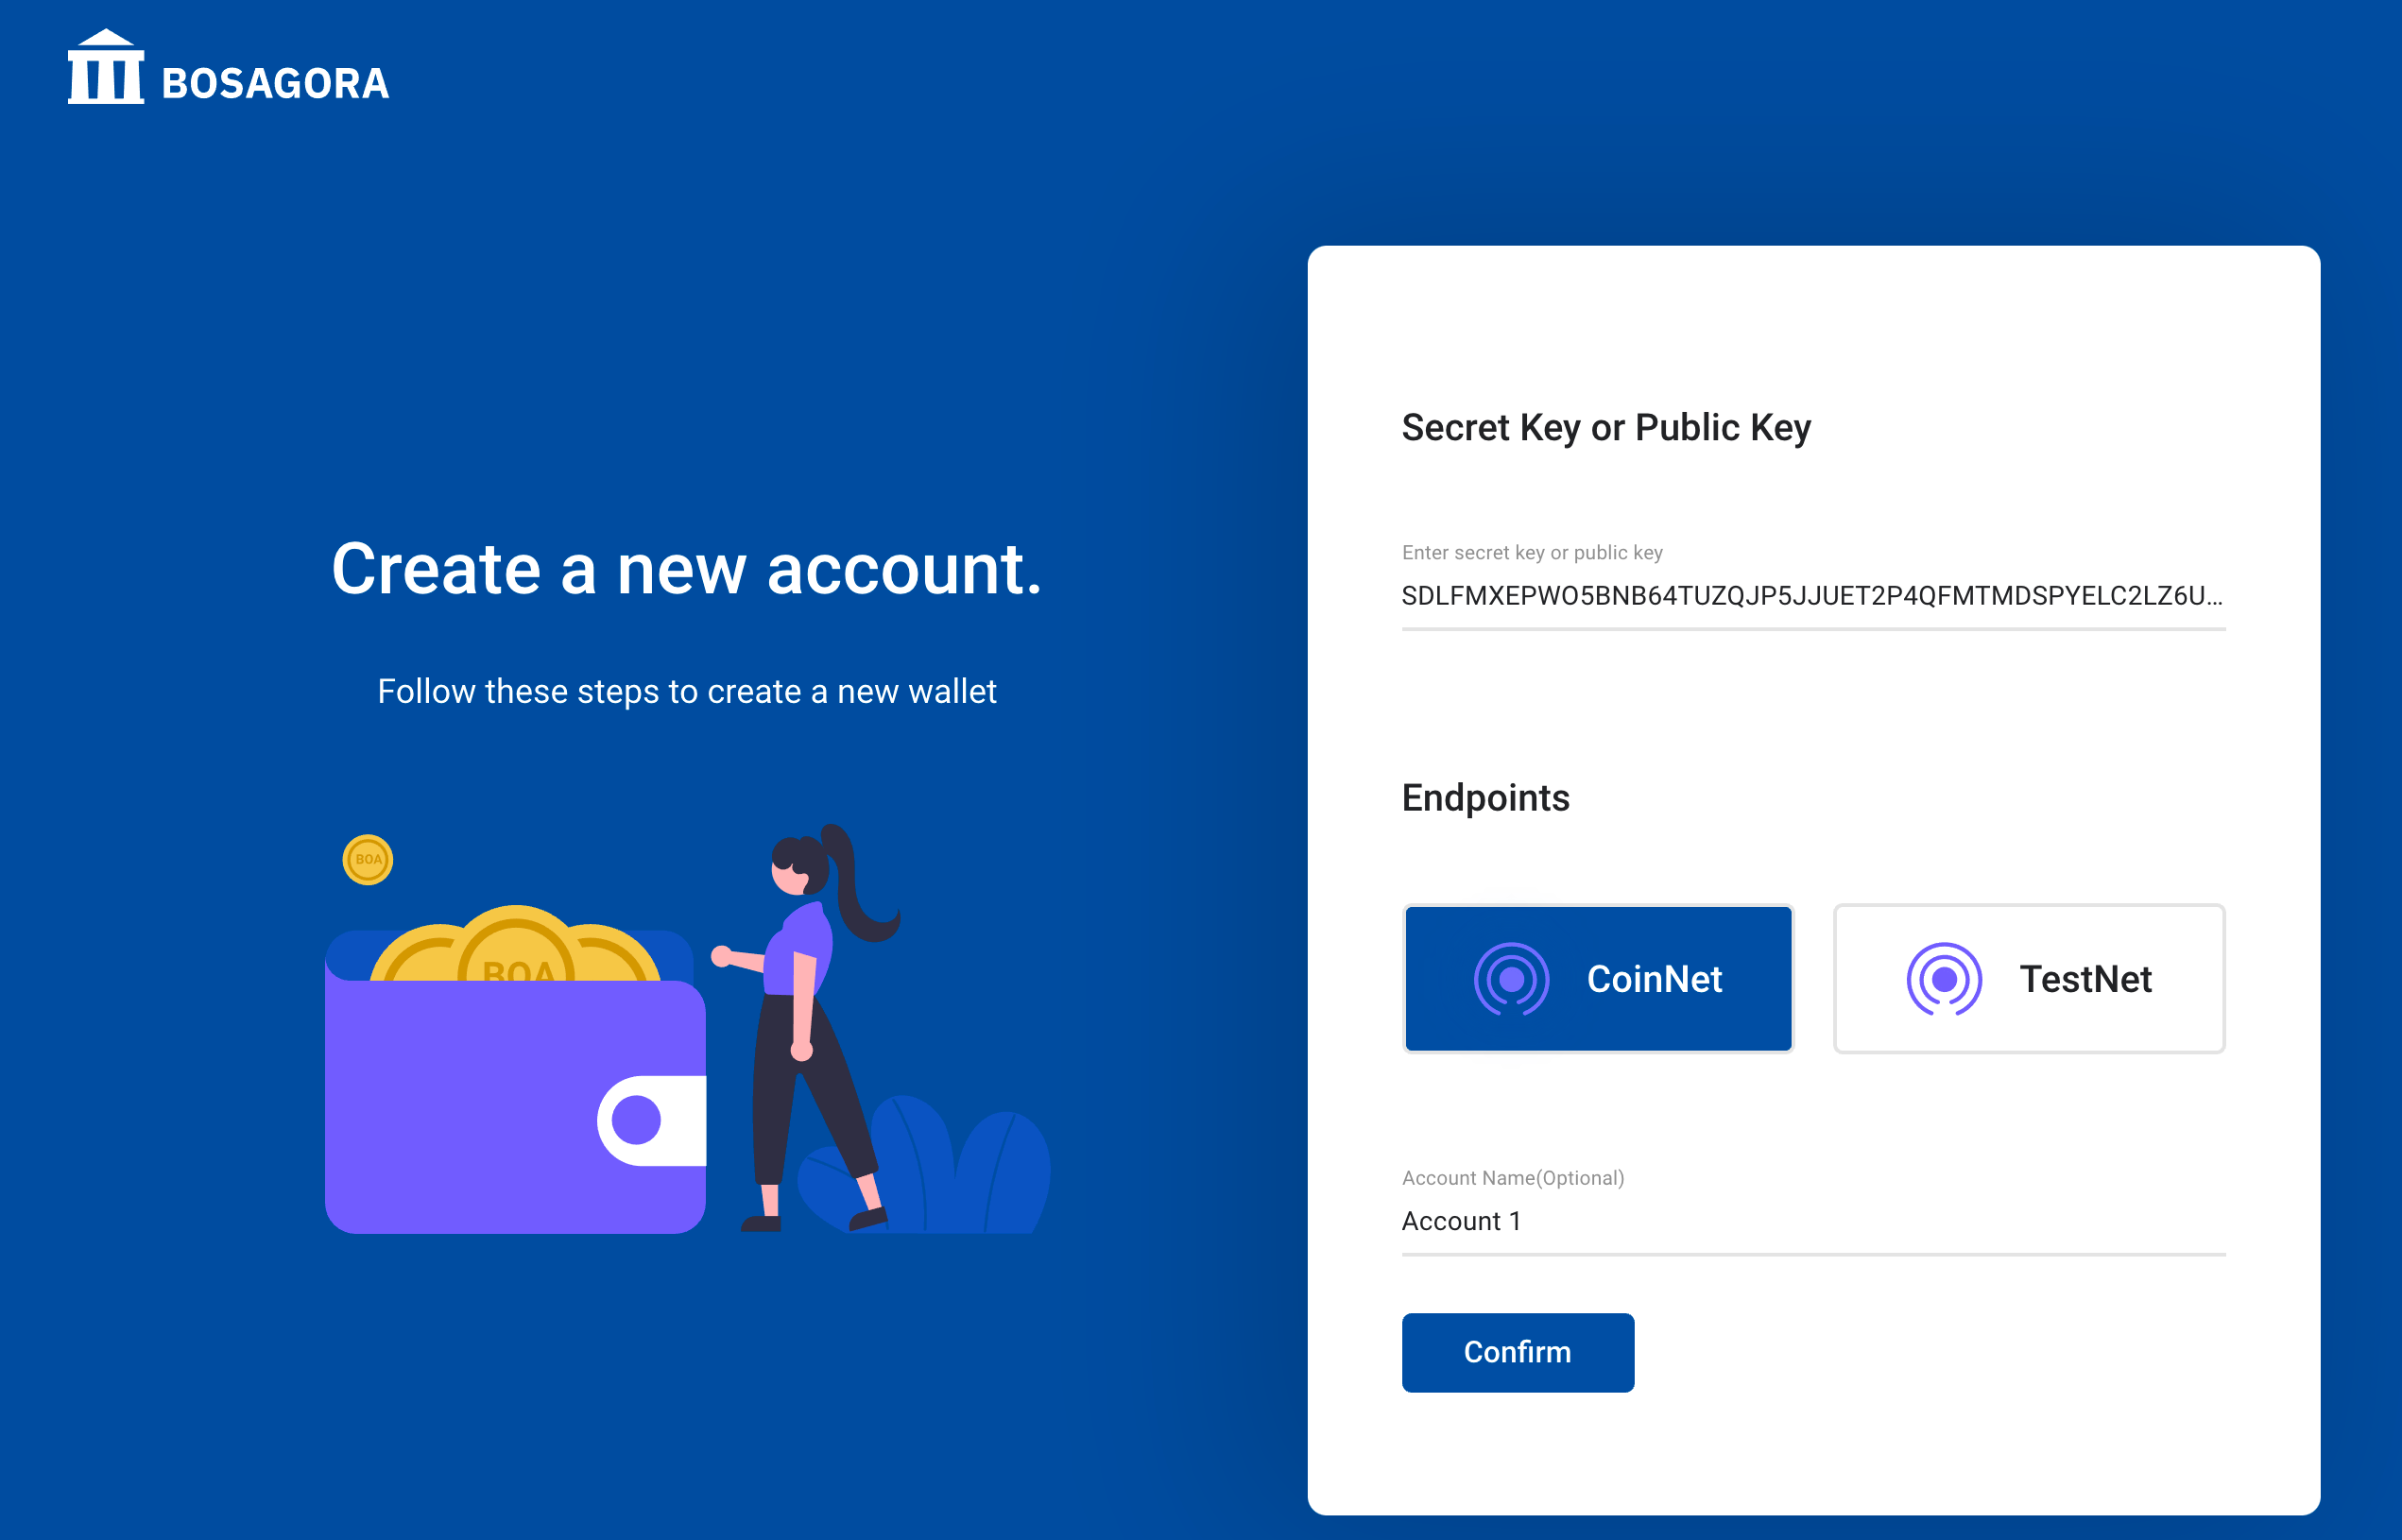 BOSAGORA
Create a new account.
Follow these steps to create a new wallet
BOA
BOA
Secret Key or Public Key
Enter secret key or public key
SDLFMXEPWO5BNB64TUZQJP5JJUET2P4QFMTMDSPYELC2LZ6U...
Endpoints
CoinNet
TestNet
Account Name(Optional)
Account 1
Confirm